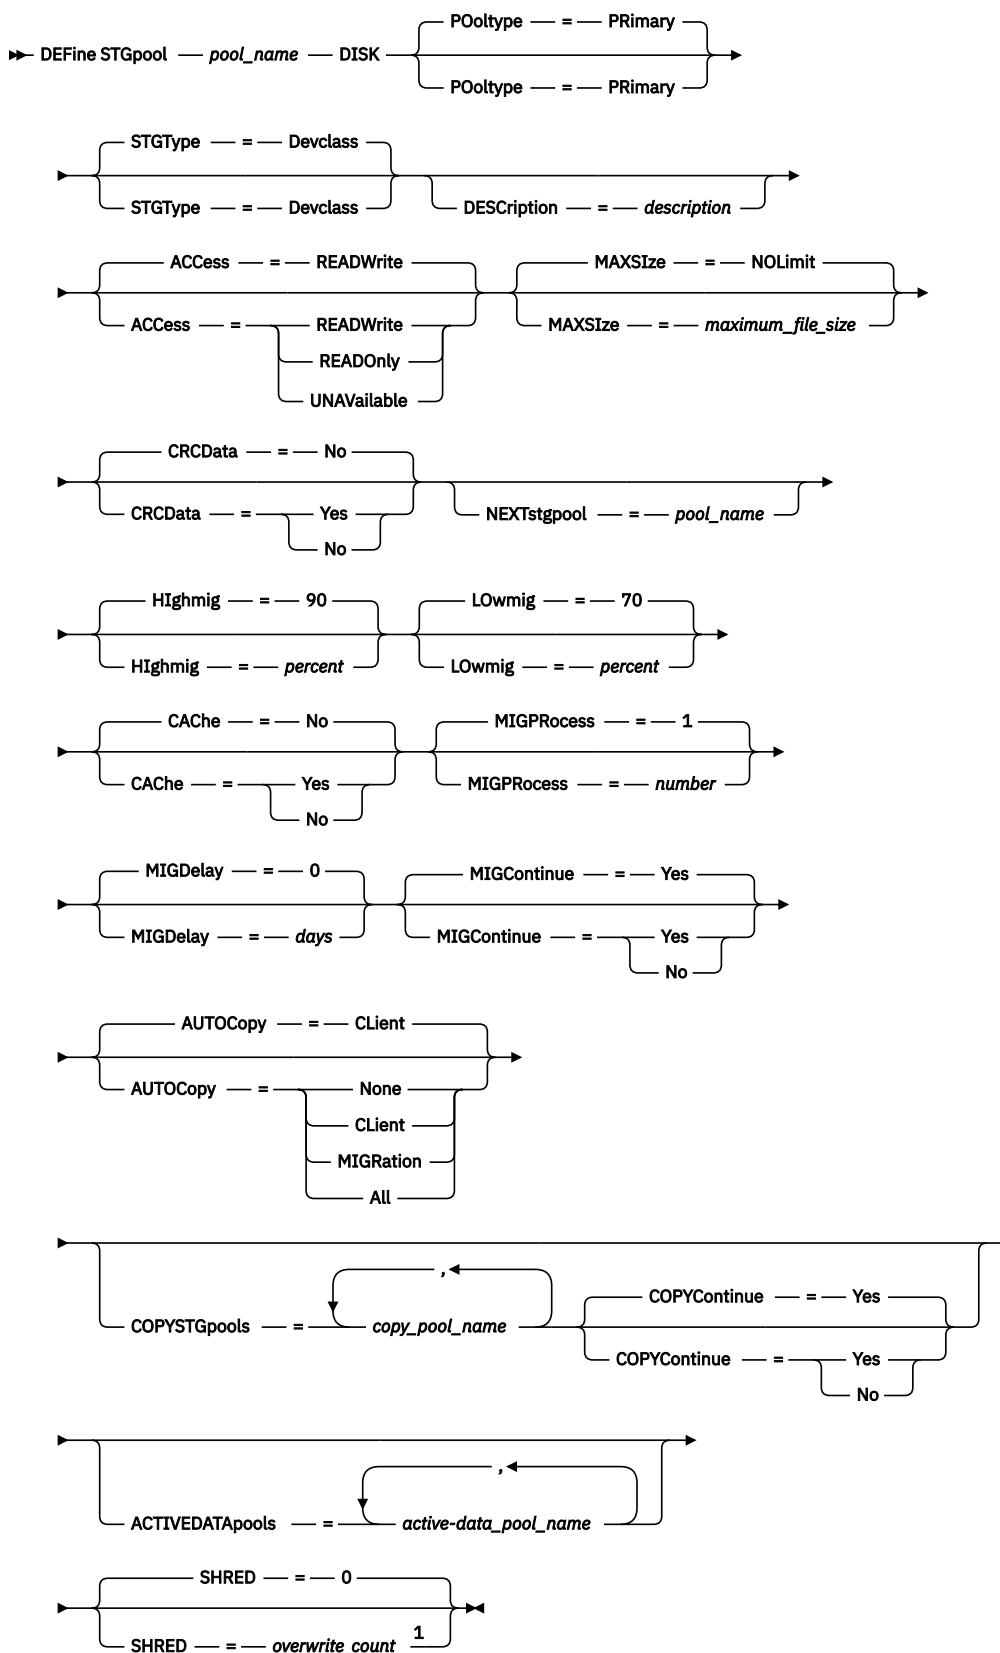 POoltype = PRimary
DEFine STGpool pool_name DISK
POoltype = PRimary
STGType = Devclass
STGType = Devclass
DESCription = description
ACCess = READWrite MAXSIze = NOLimit
ACCess = READWrite MAXSIze = maximum_file_size
READOnly
UNAVailable
CRCData = No
CRCData = Yes NEXTstgpool = pool_name
No
HIghmig = 90 LOwmig = 70
HIghmig = percent LOwmig = percent
CAChe = No MIGPRocess = 1
CAChe = Yes MIGPRocess = number
No
MIGDelay = 0 MIGContinue = Yes
MIGDelay = days MIGContinue = Yes
No
AUTOCopy = CLient
AUTOCopy = None
CLient
MIGRation
All
,
COPYContinue = Yes
COPYSTGpools = copy_pool_name
COPYContinue = Yes
No
,
ACTIVEDATApools = active-data_pool_name
SHRED = 0
SHRED = overwrite count 1